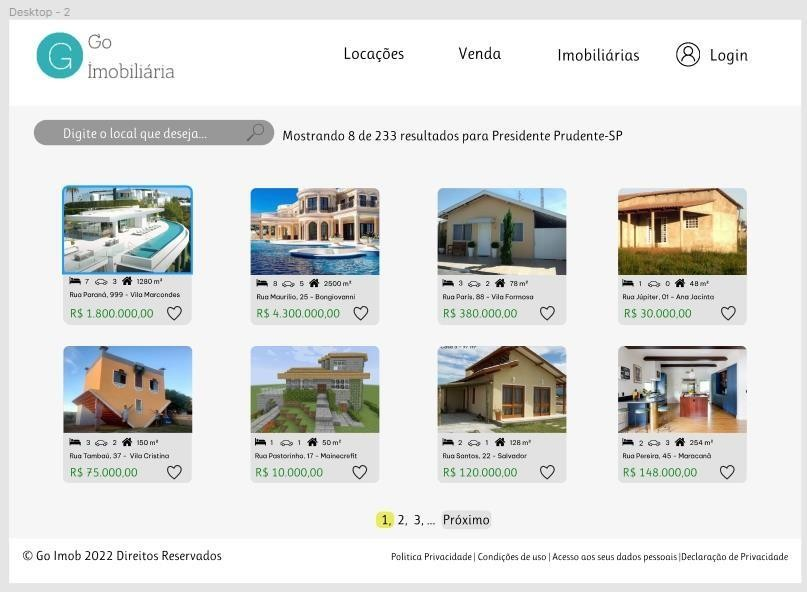 Desktop - 2
Go
Imobiliária
G
Locações
Venda
Imobiliárias
Login
Digite o local que deseja...
Mostrando 8 de 233 resultados para Presidente Prudente-SP
7 3 1280 m²
Rua Paraná, 999 - Vila Marcondes
R$ 1.800.000,00
8 5 2500 m²
Rua Maurílio, 25 - Bongiovanni
R$ 4.300.000,00
3 2 78 m²
Rua París, 88 - Vila Formosa
R$ 380.000,00
1 0 48 m²
Rua Júpiter, 01 - Ana Jacinta
R$ 30.000,00
3 2 150 m²
Rua Tambaú, 37 - Vila Cristina
R$ 75.000,00
1 1 50 m²
Rua Pastorinho, 17 - Mainecrefit
R$ 10.000,00
2 1 128 m²
Rua Santos, 22 - Salvador
R$ 120.000,00
2 3 254 m²
Rua Pereira, 45 - Maracanã
R$ 148.000,00
1, 2, 3, ... Próximo
© Go Imob 2022 Direitos Reservados
Politica Privacidade | Condições de uso | Acesso aos seus dados pessoais |Declaração de Privacidade